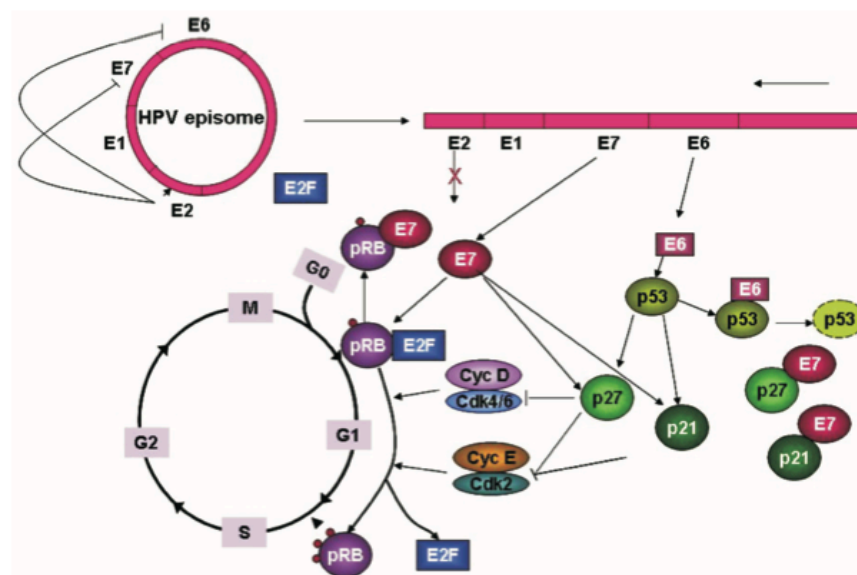 E6
E7
HPV episome
E1
E2
E2 E1 E7 E6
E2F
X
E7
pRB
E7
E6
G0
p53
E6
p53
p53
M
pRB E2F
Cyc D
Cdk4/6
p27
E7
p27
G2
G1
p21
E7
p21
Cyc E
Cdk2
S
pRB
E2F